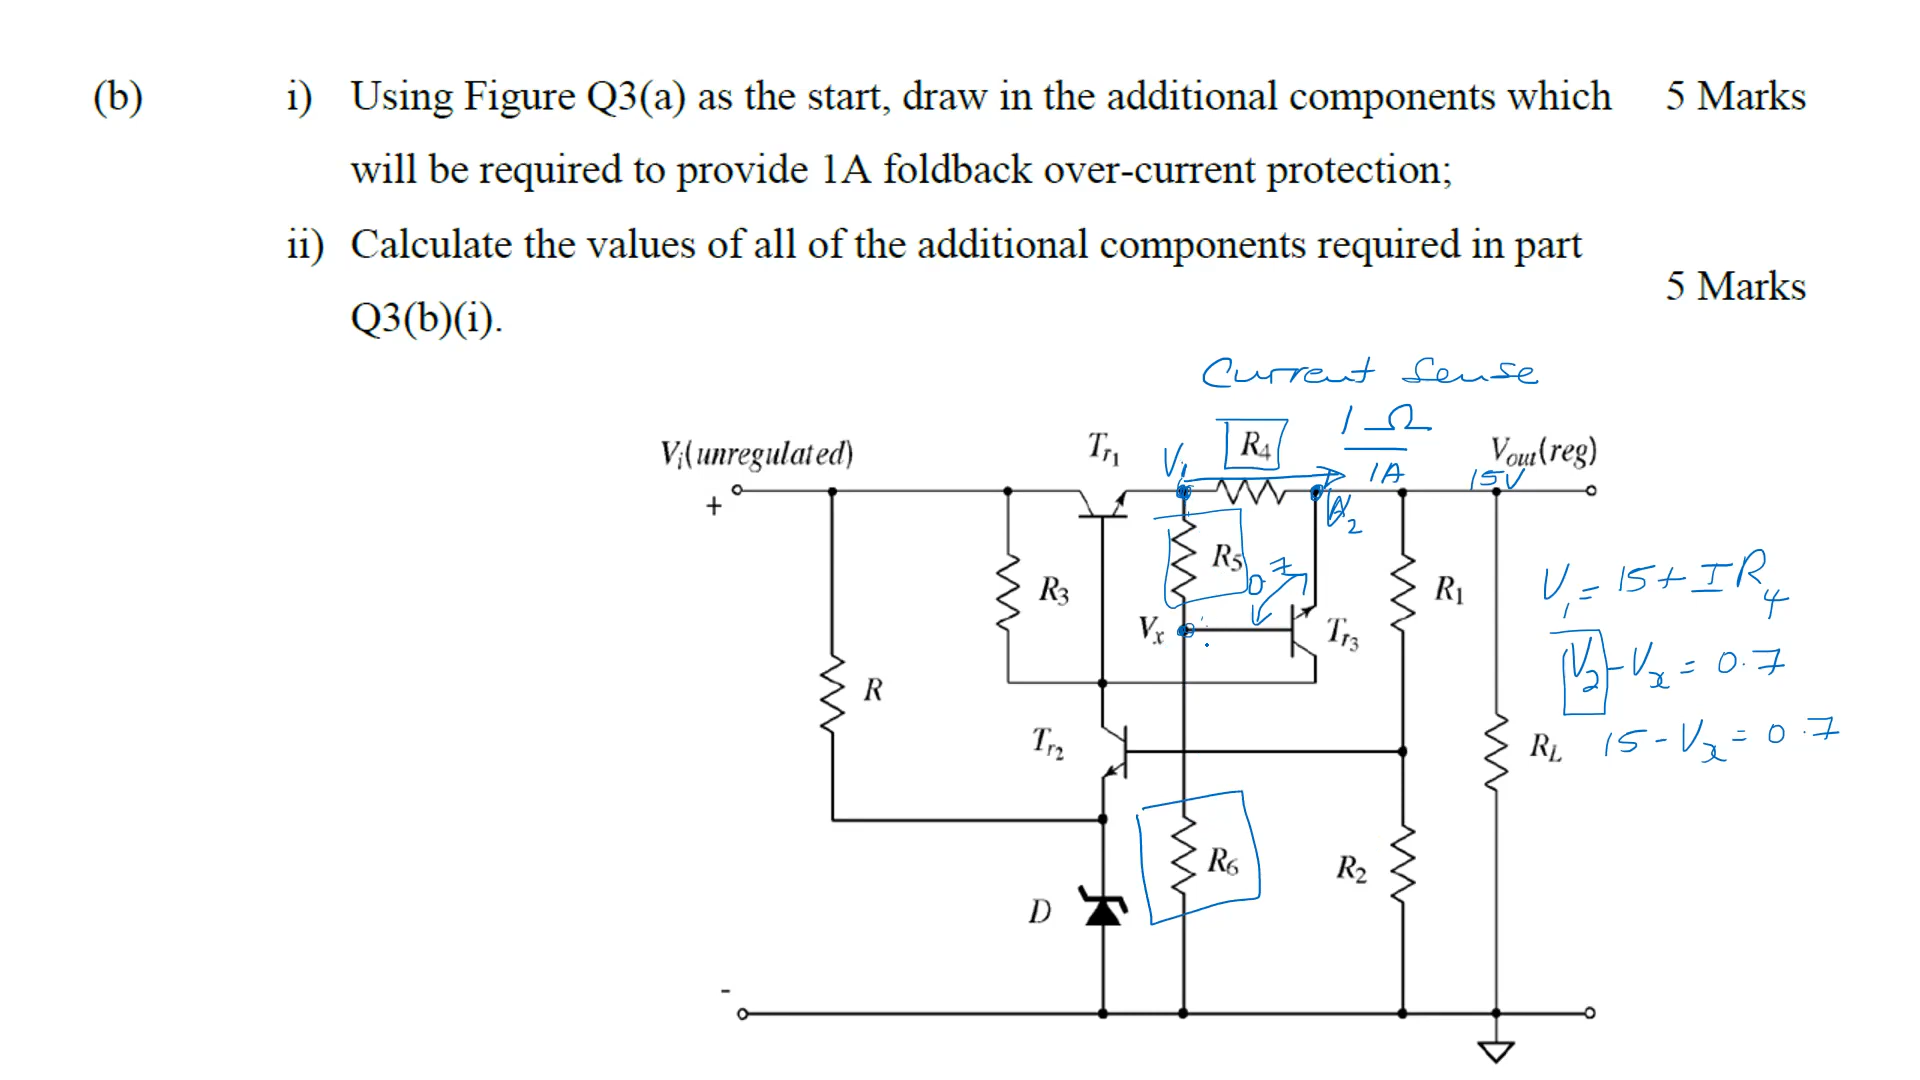 (b) i) Using Figure Q3(a) as the start, draw in the additional components which 5 Marks
will be required to provide 1A foldback over-current protection;
ii) Calculate the values of all of the additional components required in part
Q3(b)(i). 5 Marks
Current Sense
1Ω
1A
Vi(unregulated)
+
Tr1
V1
R4
Vout(reg)
15V
V2
R5
0.7
R3
R1
V1 = 15 + IR4
Vx
Tr3
V2 - Vx = 0.7
R
Tr2
RL
15 - Vx = 0.7
R6
R2
D
-